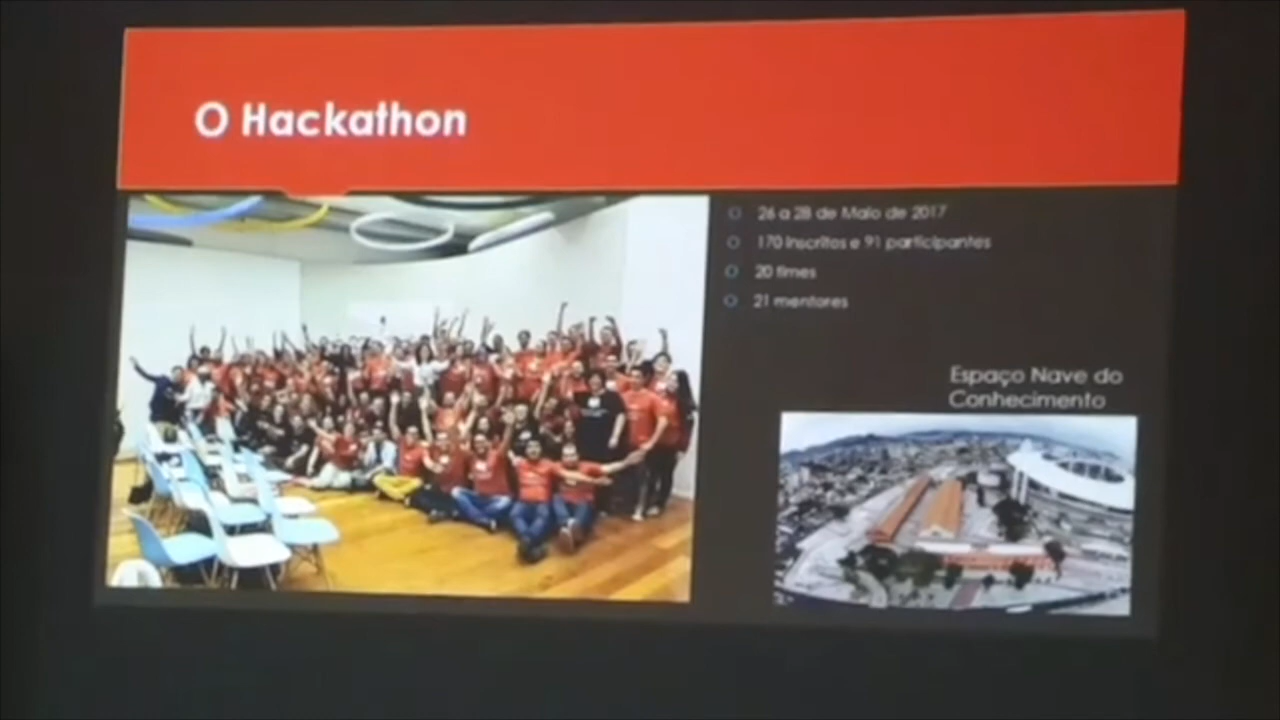 O Hackathon
26 a 28 de Maio de 2017
170 inscritos e 91 participantes
20 times
21 mentores
Espaço Nave do
Conhecimento